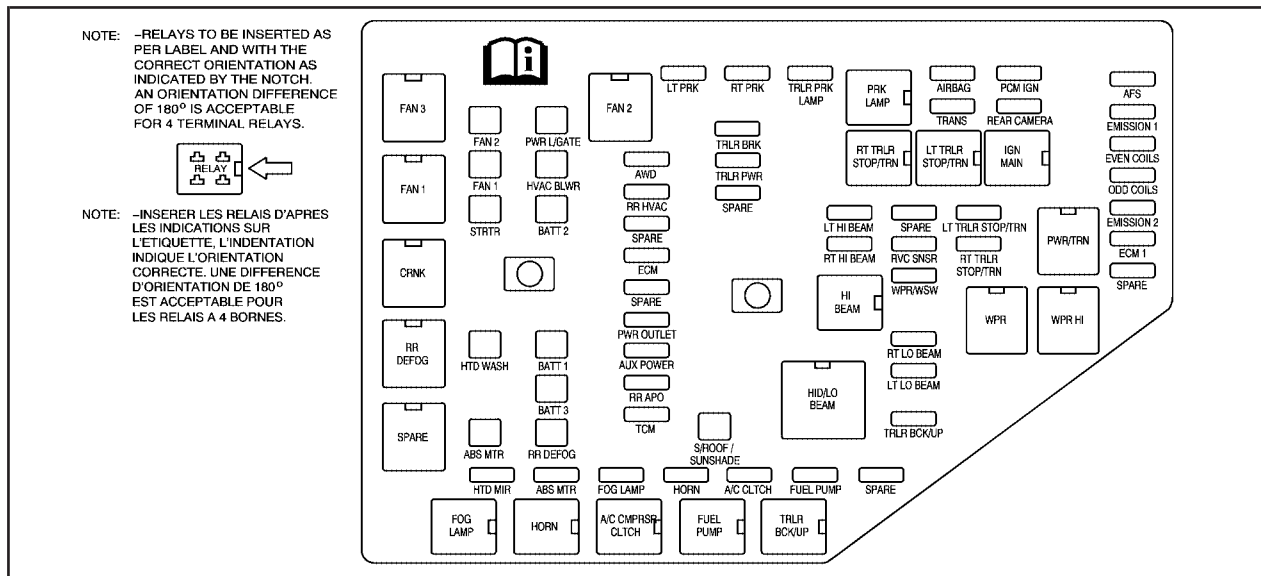 NOTE: –RELAYS TO BE INSERTED AS
PER LABEL AND WITH THE
CORRECT ORIENTATION AS
INDICATED BY THE NOTCH.
AN ORIENTATION DIFFERENCE
OF 180° IS ACCEPTABLE
FOR 4 TERMINAL RELAYS.
RELAY
NOTE: –INSERER LES RELAIS D'APRES
LES INDICATIONS SUR
L'ETIQUETTE, L'INDENTATION
INDIQUE L'ORIENTATION
CORRECTE. UNE DIFFERENCE
D'ORIENTATION DE 180°
EST ACCEPTABLE POUR
LES RELAIS A 4 BORNES.
i
FAN 3
FAN 1
CRNK
RR
DEFOG
SPARE
FAN 2
FAN 1
STRTR
HTD WASH
ABS MTR
PWR L/GATE
HVAC BLWR
BATT 2
BATT 1
BATT 3
RR DEFOG
FAN 2
AWD
RR HVAC
SPARE
ECM
SPARE
PWR OUTLET
AUX POWER
RR APO
TCM
LT PRK
RT PRK
TRLR PRK
LAMP
TRLR BRK
TRLR PWR
SPARE
PRK
LAMP
AIRBAG
PCM IGN
TRANS
REAR CAMERA
RT TRLR
STOP/TRN
LT TRLR
STOP/TRN
IGN
MAIN
AFS
EMISSION 1
EVEN COILS
ODD COILS
EMISSION 2
ECM 1
SPARE
LT HI BEAM
SPARE
LT TRLR STOP/TRN
RT HI BEAM
RVC SNSR
RT TRLR
STOP/TRN
WPR/WSW
PWR/TRN
HI
BEAM
WPR
WPR HI
RT LO BEAM
LT LO BEAM
HID/LO
BEAM
TRLR BCK/UP
S/ROOF /
SUNSHADE
HTD MIR
ABS MTR
FOG LAMP
HORN
A/C CLTCH
FUEL PUMP
SPARE
FOG
LAMP
HORN
A/C CMPRSR
CLTCH
FUEL
PUMP
TRLR
BCK/UP